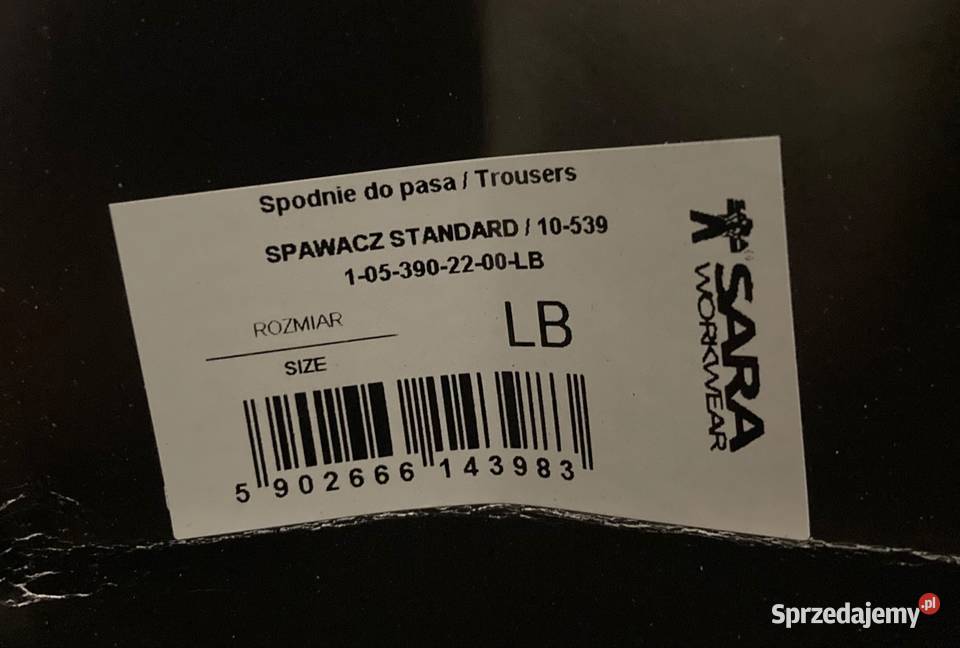 Spodnie do pasa / Trousers
SPAWACZ STANDARD / 10-539
1-05-390-22-00-LB
ROZMIAR
SIZE
LB
5 902666 143983
SARA
WORKWEAR
Sprzedajemy.pl